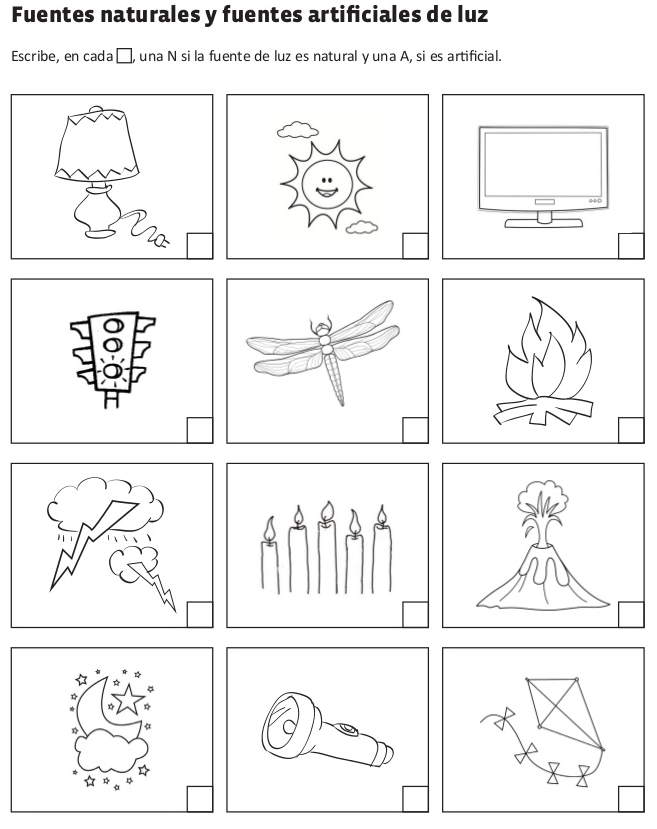 Fuentes naturales y fuentes artificiales de luz
Escribe, en cada , una N si la fuente de luz es natural y una A, si es artificial.